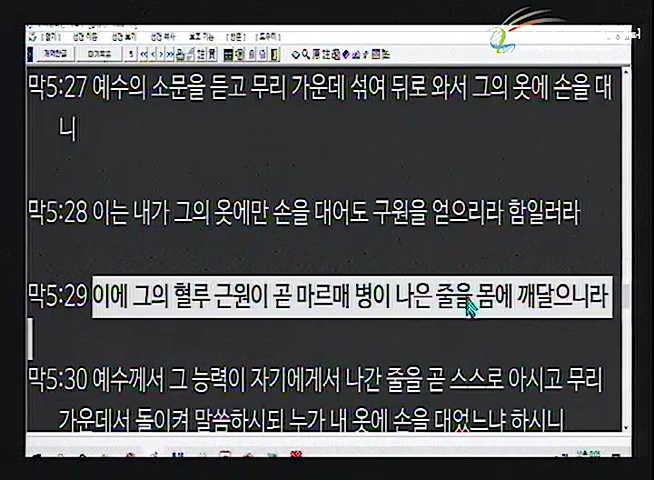 개역한글
막5:27 예수의 소문을 듣고 무리 가운데 섞여 뒤로 와서 그의 옷에 손을 대
니
막5:28 이는 내가 그의 옷에만 손을 대어도 구원을 얻으리라 함일러라
막5:29 이에 그의 혈루 근원이 곧 마르매 병이 나은 줄을 몸에 깨달으니라
막5:30 예수께서 그 능력이 자기에게서 나간 줄을 곧 스스로 아시고 무리
가운데서 돌이켜 말씀하시되 누가 내 옷에 손을 대었느냐 하시니